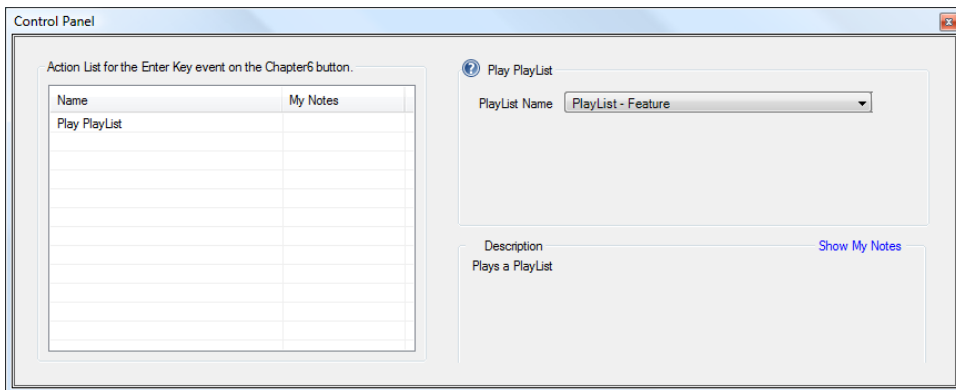 Control Panel
Action List for the Enter Key event on the Chapter6 button.
Name My Notes
Play PlayList
Play PlayList
PlayList Name PlayList - Feature
Description Show My Notes
Plays a PlayList